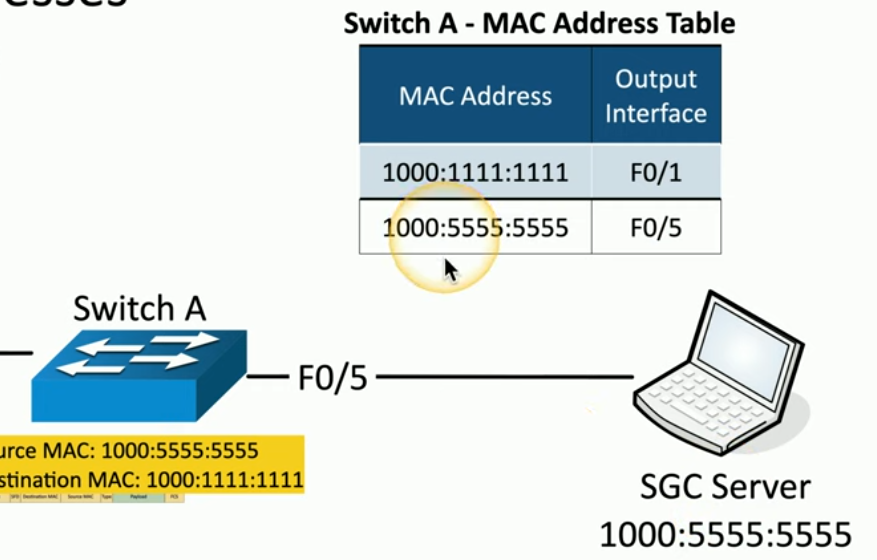 Switch A - MAC Address Table
MAC Address
Output
Interface
1000:1111:1111
F0/1
1000:5555:5555
F0/5
Switch A
F0/5
urce MAC: 1000:5555:5555
stination MAC: 1000:1111:1111
SFD Destination MAC Source MAC Type Payload FCS
SGC Server
1000:5555:5555